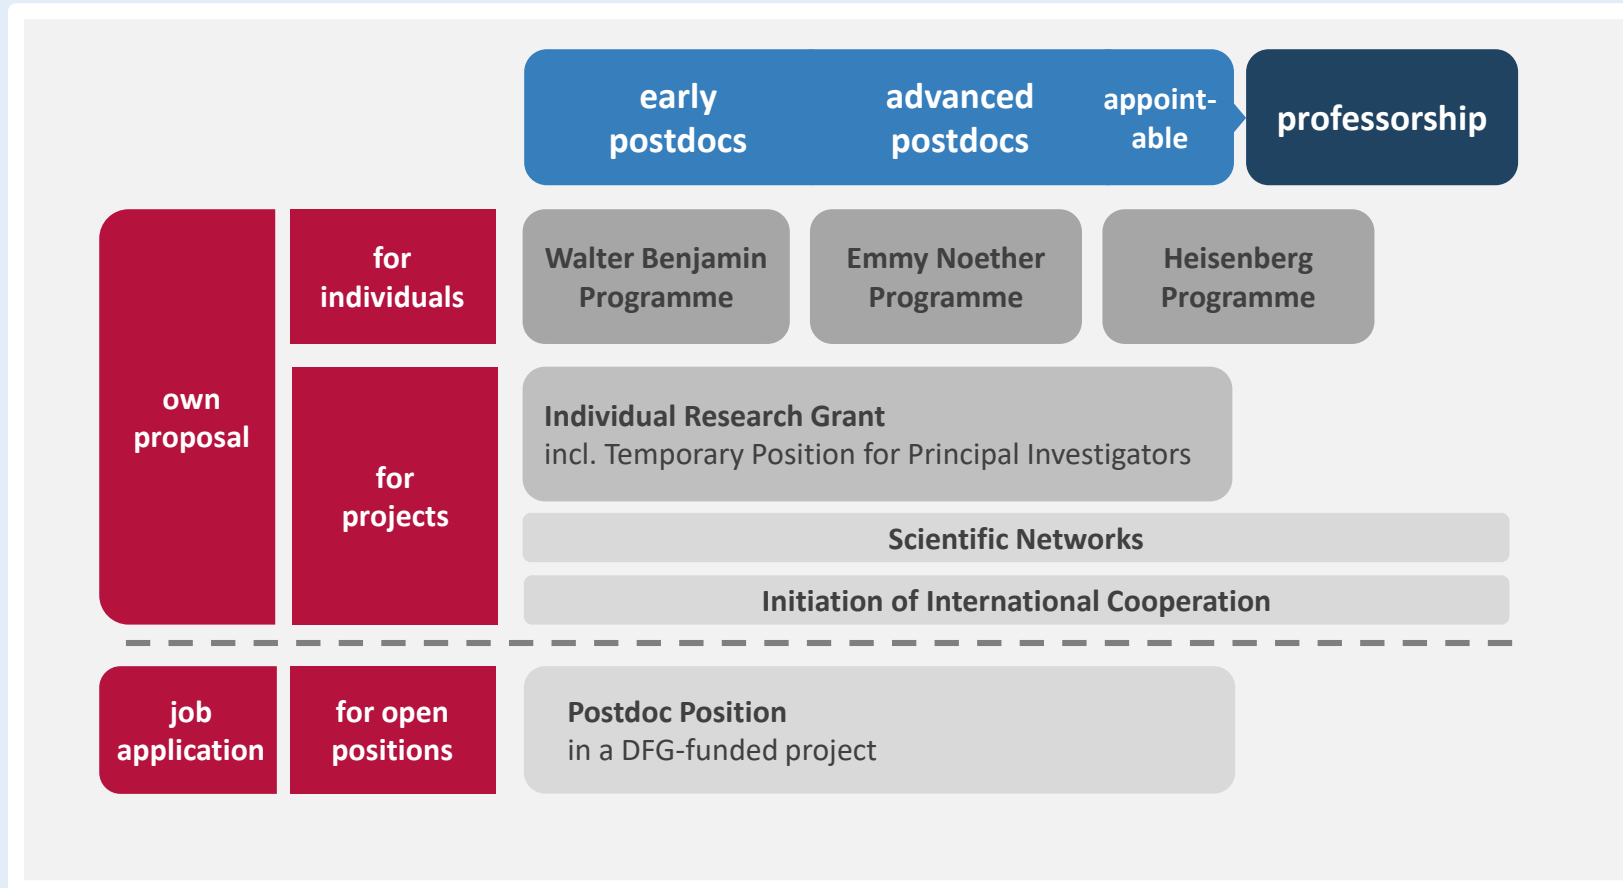 early
postdocs
advanced
postdocs
appoint-
able
professorship
own
proposal
for
individuals
Walter Benjamin
Programme
Emmy Noether
Programme
Heisenberg
Programme
for
projects
Individual Research Grant
incl. Temporary Position for Principal Investigators
Scientific Networks
Initiation of International Cooperation
job
application
for open
positions
Postdoc Position
in a DFG-funded project